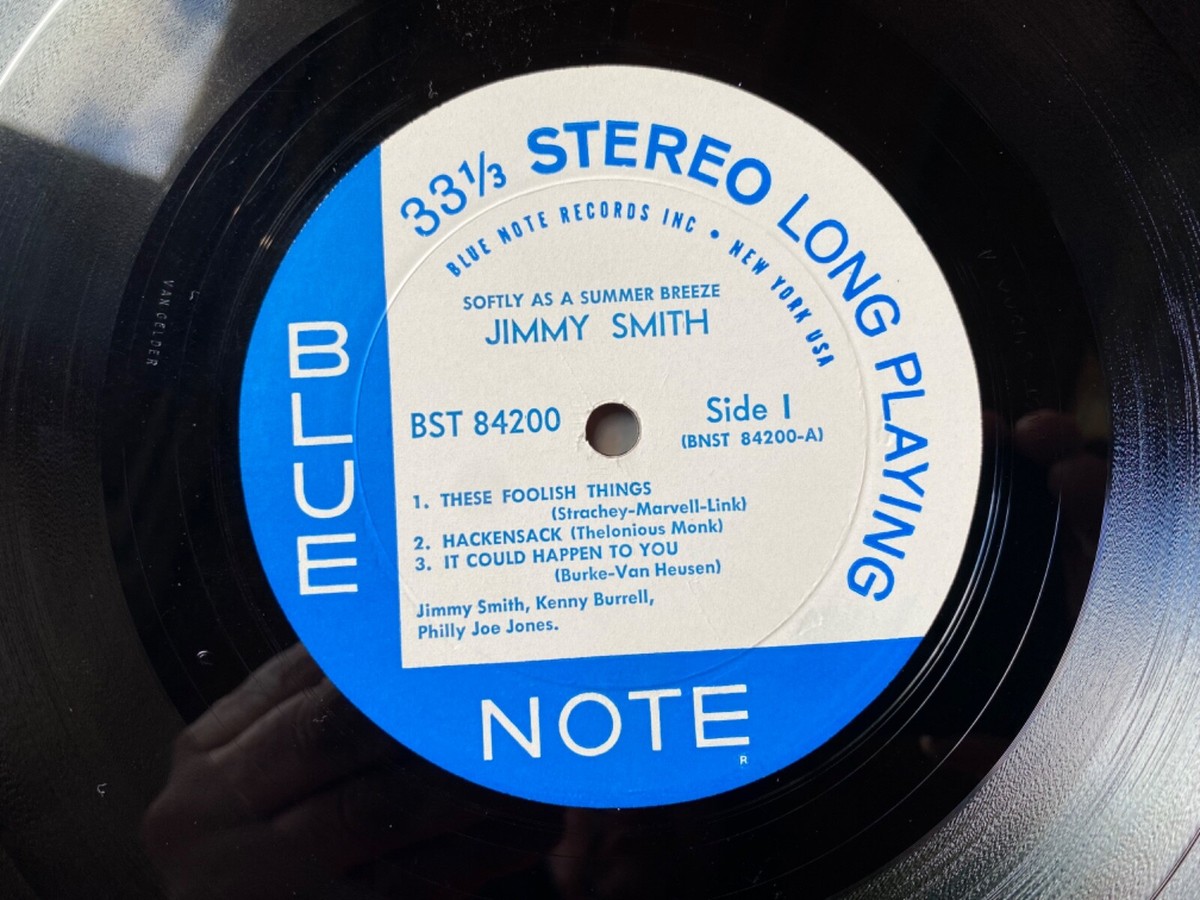 33⅓ STEREO LONG PLAYING
BLUE NOTE RECORDS INC • NEW YORK USA
SOFTLY AS A SUMMER BREEZE
JIMMY SMITH
BST 84200
Side 1
(BNST 84200-A)
1. THESE FOOLISH THINGS
(Strachey-Marvell-Link)
2. HACKENSACK (Thelonious Monk)
3. IT COULD HAPPEN TO YOU
(Burke-Van Heusen)
Jimmy Smith, Kenny Burrell,
Philly Joe Jones.
BLUE
NOTE
R
VAN GELDER